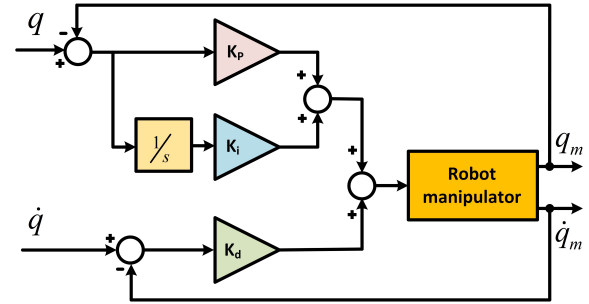 q
-
+
K_P
+
+
1/s
K_i
+
+
Robot
manipulator
q_m
q̇
+
-
K_d
q̇_m